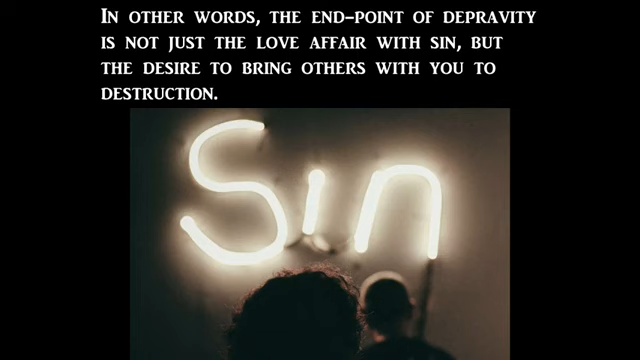 In other words, the end-point of depravity
is not just the love affair with sin, but
the desire to bring others with you to
destruction.
Sin